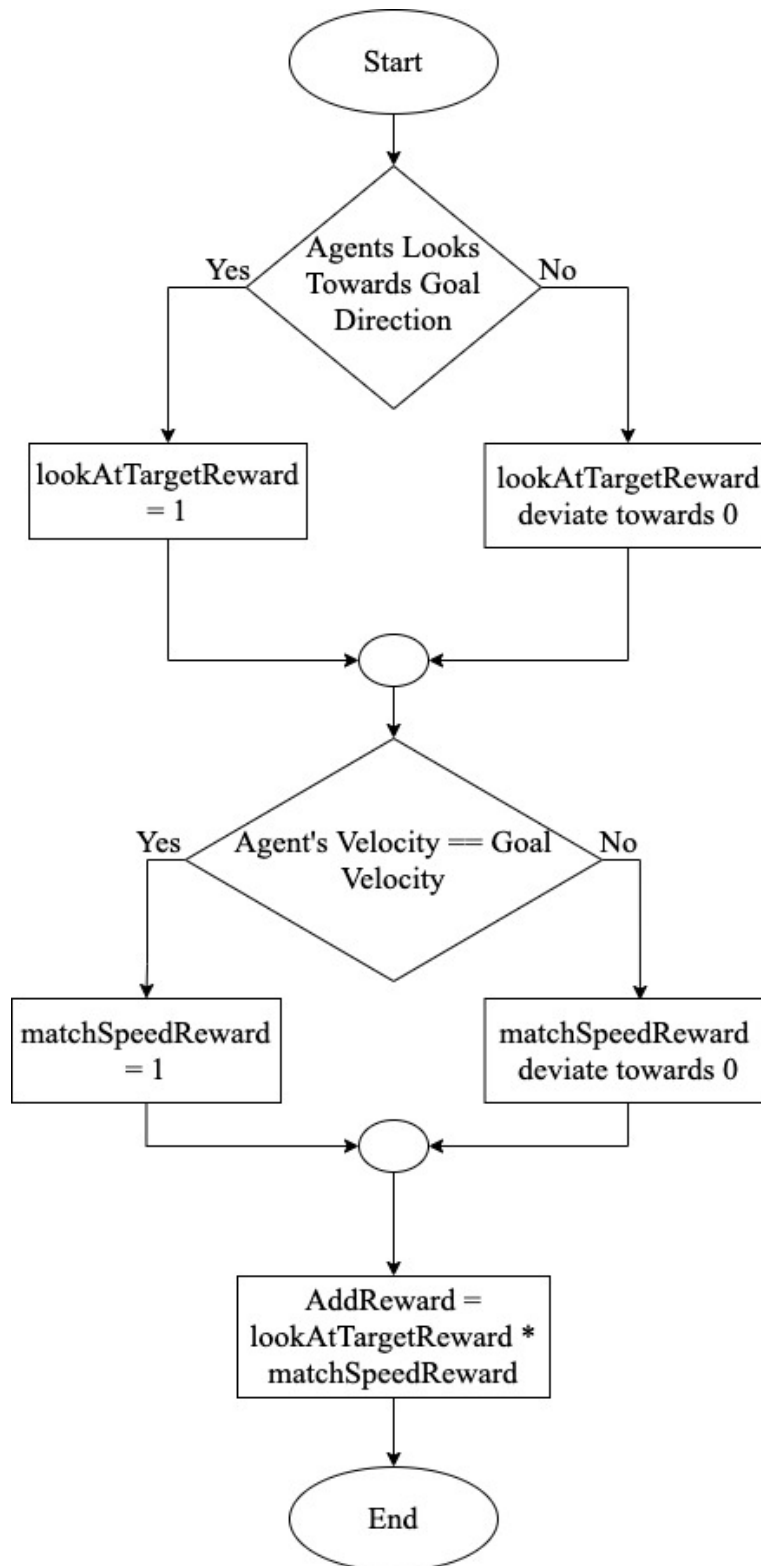 Start
Agents Looks
Towards Goal
Direction
Yes
No
lookAtTargetReward
= 1
lookAtTargetReward
deviate towards 0
Agent's Velocity == Goal
Velocity
Yes
No
matchSpeedReward
= 1
matchSpeedReward
deviate towards 0
AddReward =
lookAtTargetReward *
matchSpeedReward
End